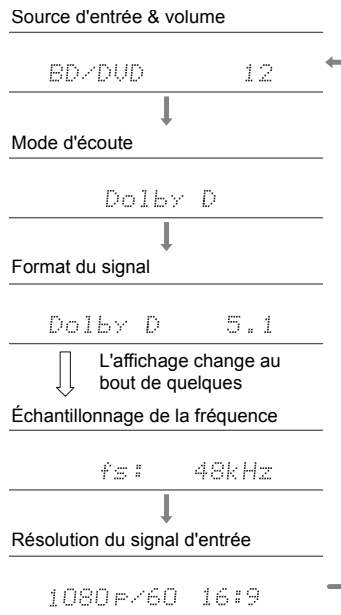 Source d'entrée & volume
BD/DVD 12
Mode d'écoute
Dolby D
Format du signal
Dolby D 5.1
L'affichage change au
bout de quelques
Échantillonnage de la fréquence
fs: 48kHz
Résolution du signal d'entrée
1080p/60 16:9